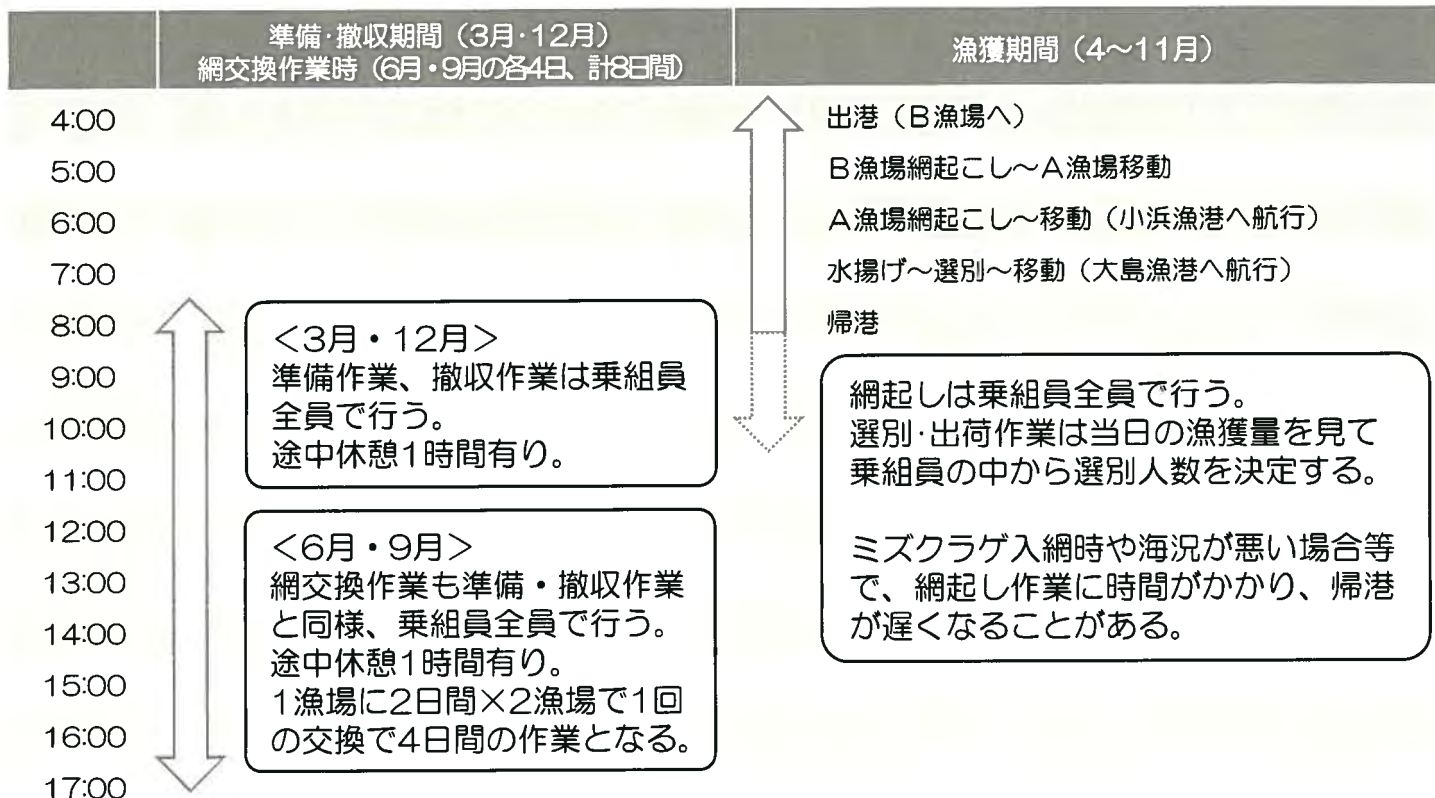 準備・撤収期間（3月・12月）
網交換作業時（6月・9月の各4日、計8日間）
漁獲期間（4～11月）
4:00
出港（B漁場へ）
5:00
B漁場網起こし～A漁場移動
6:00
A漁場網起こし～移動（小浜漁港へ航行）
7:00
水揚げ～選別～移動（大島漁港へ航行）
8:00
帰港
9:00
10:00
11:00
12:00
13:00
14:00
15:00
16:00
17:00
＜3月・12月＞
準備作業、撤収作業は乗組員
全員で行う。
途中休憩1時間有り。
＜6月・9月＞
網交換作業も準備・撤収作業
と同様、乗組員全員で行う。
途中休憩1時間有り。
1漁場に2日間×2漁場で1回
の交換で4日間の作業となる。
網起しは乗組員全員で行う。
選別・出荷作業は当日の漁獲量を見て
乗組員の中から選別人数を決定する。
ミズクラゲ入網時や海況が悪い場合等
で、網起し作業に時間がかかり、帰港
が遅くなることがある。